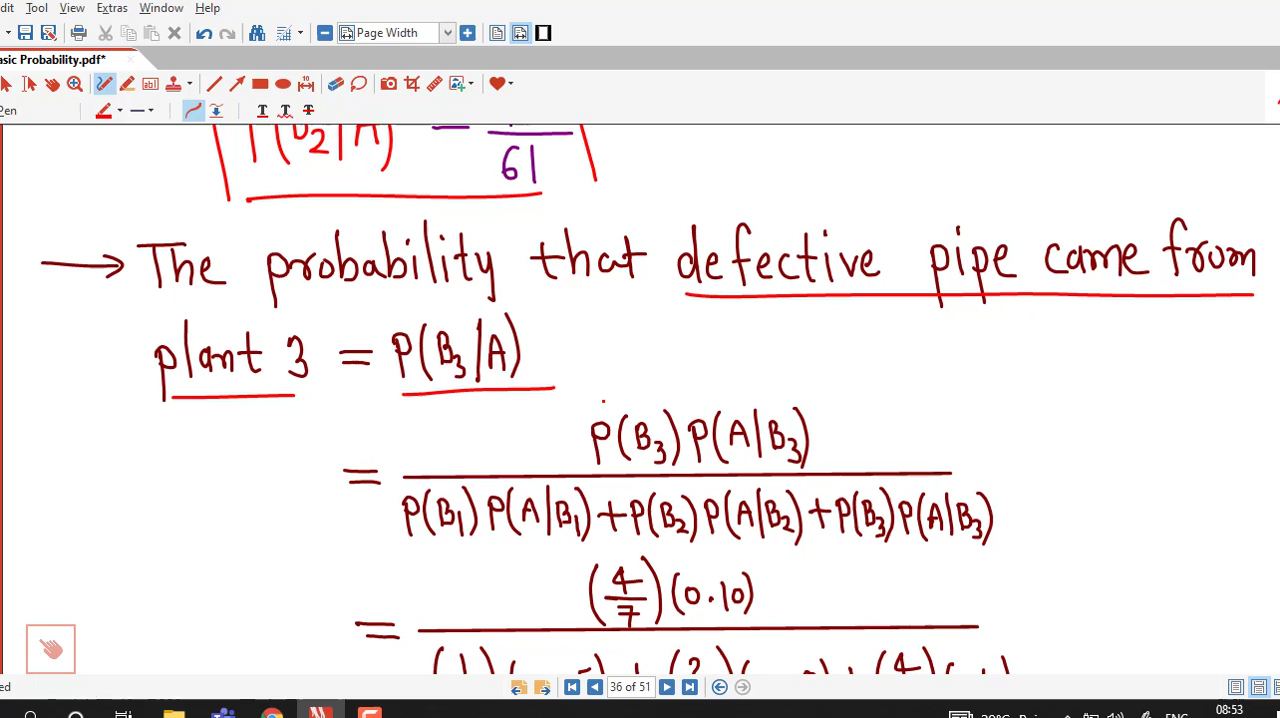 dit Tool View Extras Window Help
Page Width
asic Probability.pdf*
Pen
61
The probability that defective pipe came from
plant 3 = P(B3|A)
P(B3)P(A|B3)
=
P(B1)P(A|B1)+P(B2)P(A|B2)+P(B3)P(A|B3)
(4/7)(0.10)
=
36 of 51
ENG
08:53